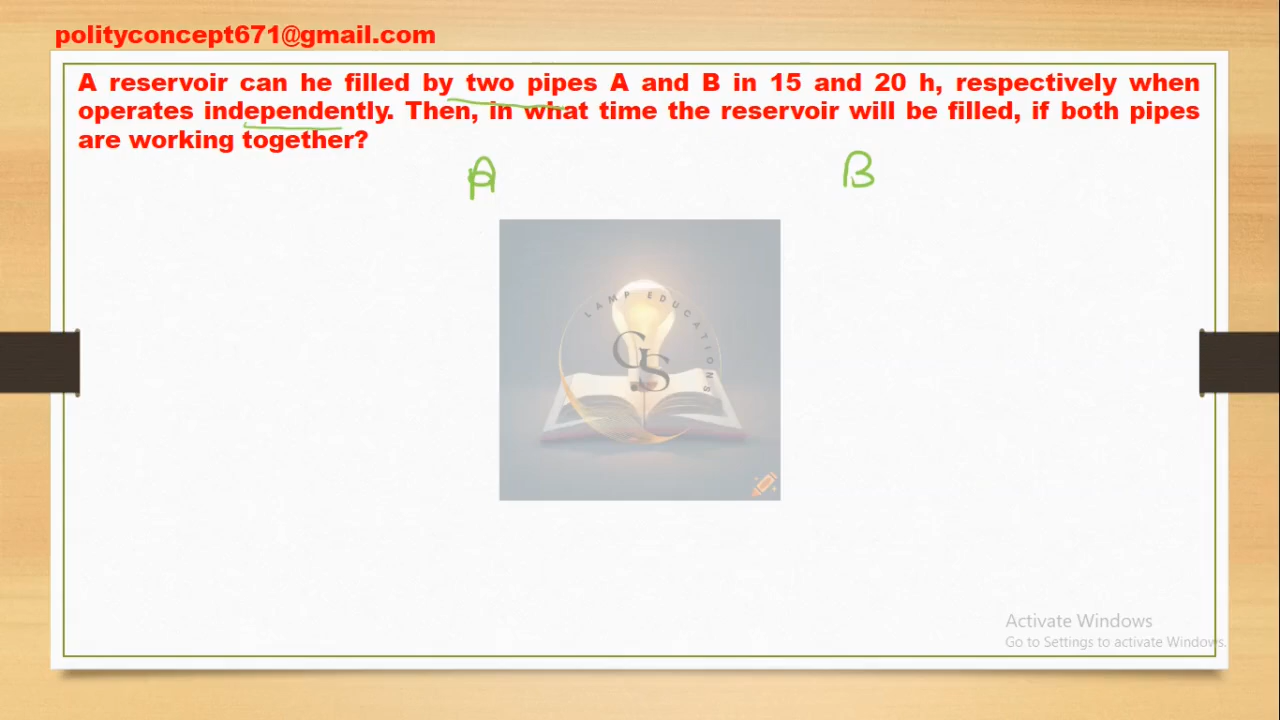 polityconcept671@gmail.com
A reservoir can he filled by two pipes A and B in 15 and 20 h, respectively when
operates independently. Then, in what time the reservoir will be filled, if both pipes
are working together?
A
B
LAMP EDUCATIONS
GS
Activate Windows
Go to Settings to activate Windows.